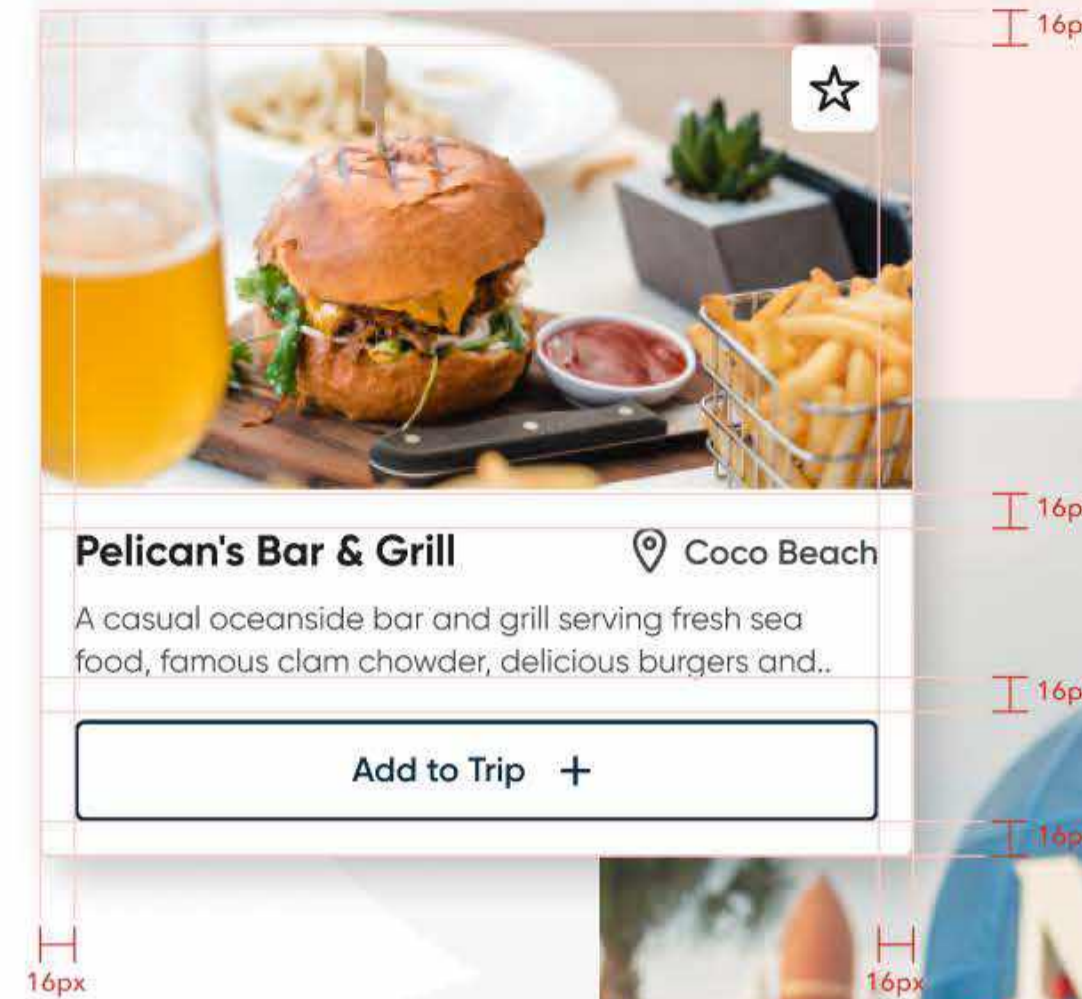 16p
16p
Pelican's Bar & Grill
Coco Beach
A casual oceanside bar and grill serving fresh sea
food, famous clam chowder, delicious burgers and..
16p
Add to Trip +
16p
16px
16px